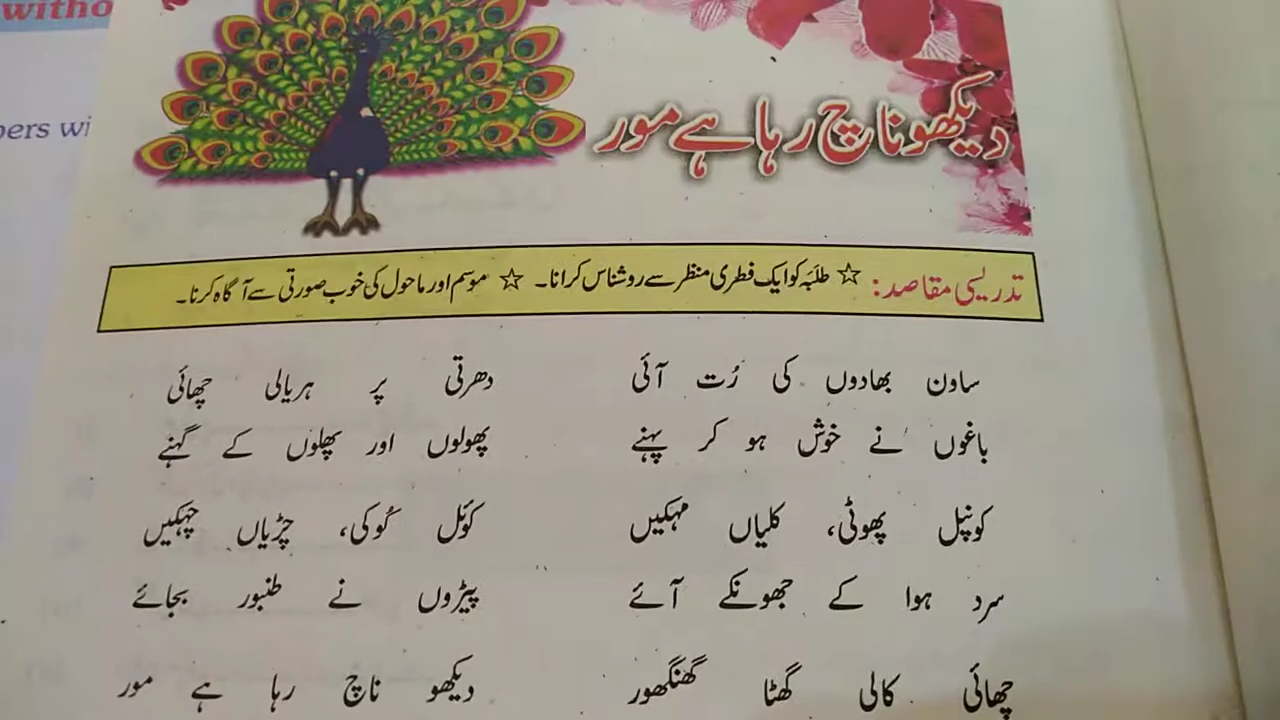 witho
pers wi
دیکھو ناچ رہا ہے مور
تدریسی مقاصد: ☆ طلبَہ کو ایک فطری منظر سے روشناس کرانا۔ ☆ موسم اور ماحول کی خوب صورتی سے آگاہ کرنا۔
ساون بھادوں کی رُت آئی دھرتی پر ہریالی چھائی
باغوں نے خوش ہو کر پہنے پھولوں اور پھلوں کے گہنے
کونپل پھوٹی، کلیاں مہکیں کوئل کُوکی، چڑیاں چہکیں
سرد ہوا کے جھونکے آئے پیڑوں نے طنبور بجائے
چھائی کالی گھٹا گھنگھور دیکھو ناچ رہا ہے مور